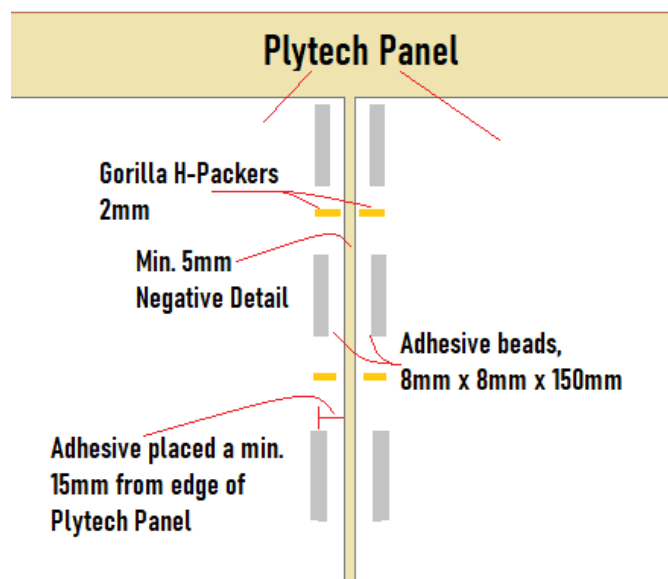 Plytech Panel
Gorilla H-Packers
2mm
Min. 5mm
Negative Detail
Adhesive beads,
8mm x 8mm x 150mm
Adhesive placed a min.
15mm from edge of
Plytech Panel